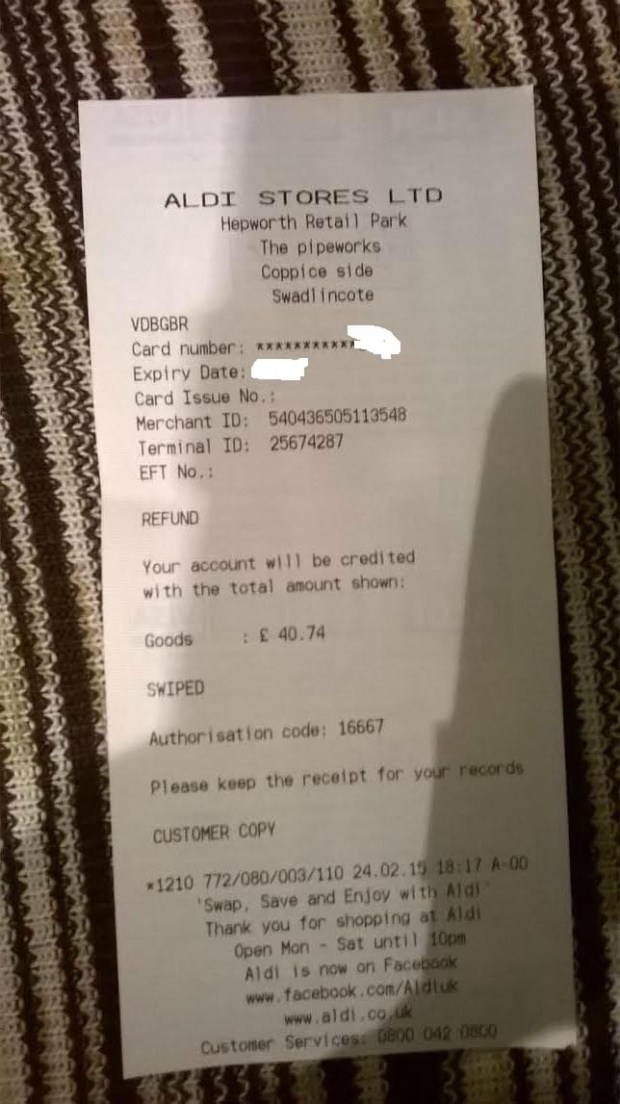 ALDI STORES LTD
Hepworth Retail Park
The pipeworks
Coppice side
Swadlincote
VDBGBR
Card number: ***********
Expiry Date:
Card Issue No.:
Merchant ID: 540436505113548
Terminal ID: 25674287
EFT No.:
REFUND
Your account will be credited
with the total amount shown:
Goods : £ 40.74
SWIPED
Authorisation code: 16667
Please keep the receipt for your records
CUSTOMER COPY
*1210 772/080/003/110 24.02.15 18:17 A-00
'Swap, Save and Enjoy with Aldi'
Thank you for shopping at Aldi
Open Mon - Sat until 10pm
Aldi is now on Facebook
www.facebook.com/Aldiuk
www.aldi.co.uk
Customer Services: 0800 042 0800